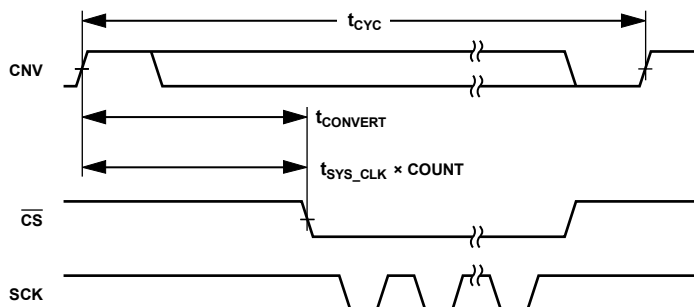 tCYC
CNV
tCONVERT
tSYS_CLK × COUNT
CS
SCK